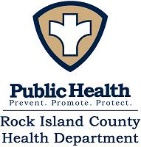 Public Health
Prevent. Promote. Protect.
Rock Island County
Health Department